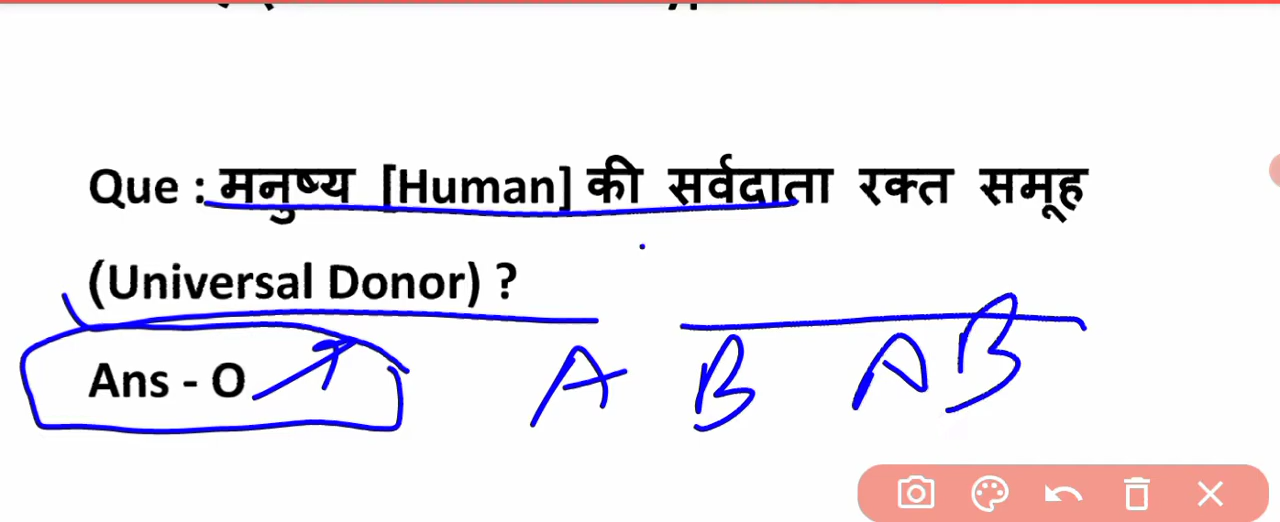 Que : मनुष्य [Human] की सर्वदाता रक्त समूह
(Universal Donor) ?
Ans - O A B AB